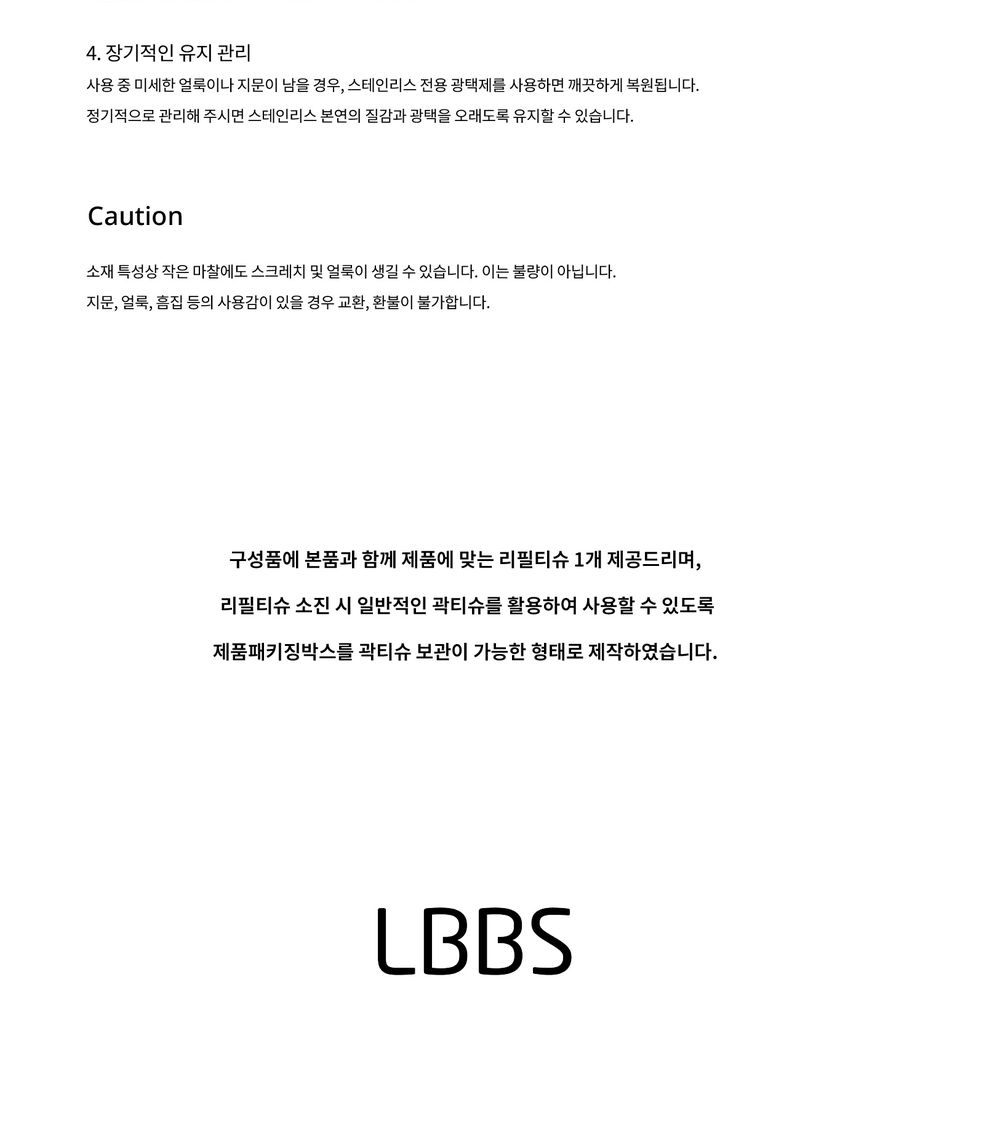 4. 장기적인 유지 관리
사용 중 미세한 얼룩이나 지문이 남을 경우, 스테인리스 전용 광택제를 사용하면 깨끗하게 복원됩니다.
정기적으로 관리해 주시면 스테인리스 본연의 질감과 광택을 오래도록 유지할 수 있습니다.
Caution
소재 특성상 작은 마찰에도 스크레치 및 얼룩이 생길 수 있습니다. 이는 불량이 아닙니다.
지문, 얼룩, 흠집 등의 사용감이 있을 경우 교환, 환불이 불가합니다.
구성품에 본품과 함께 제품에 맞는 리필티슈 1개 제공드리며,
리필티슈 소진 시 일반적인 곽티슈를 활용하여 사용할 수 있도록
제품패키징박스를 곽티슈 보관이 가능한 형태로 제작하였습니다.
LBBS